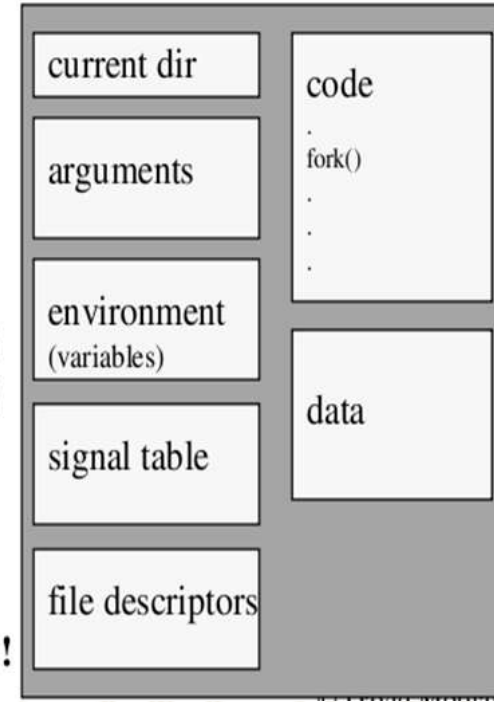 current dir
arguments
environment
(variables)
signal table
file descriptors
!
code
.
fork()
.
.
.
data